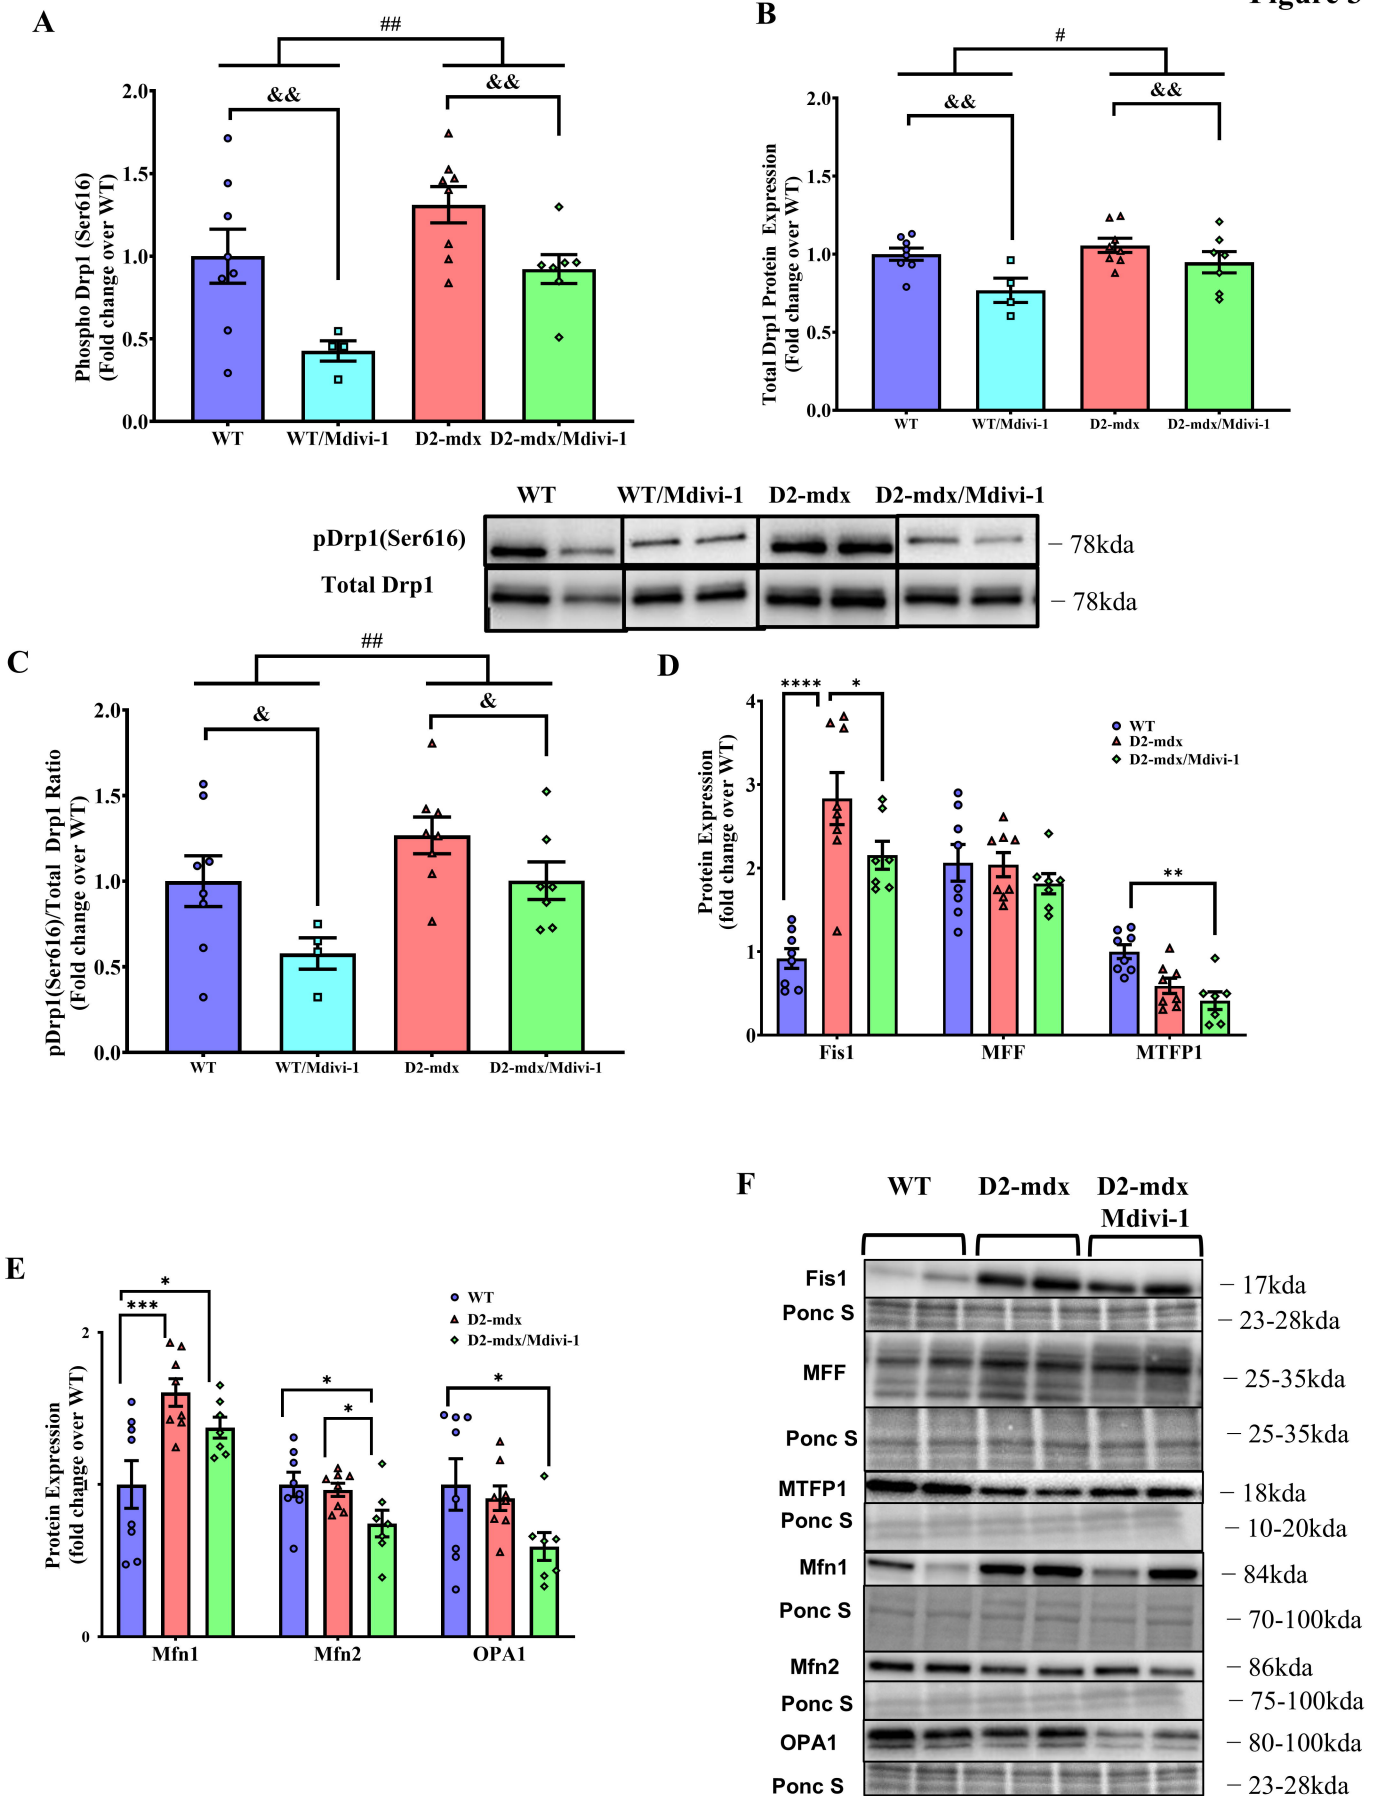 Figure 3
A
##
&&
&&
2.0
1.5
1.0
0.5
0.0
Phospho Drp1 (Ser616)
(Fold change over WT)
WT WT/Mdivi-1 D2-mdx D2-mdx/Mdivi-1
B
#
&&
&&
2.0
1.5
1.0
0.5
0.0
Total Drp1 Protein Expression
(Fold change over WT)
WT WT/Mdivi-1 D2-mdx D2-mdx/Mdivi-1
WT WT/Mdivi-1 D2-mdx D2-mdx/Mdivi-1
pDrp1(Ser616) – 78kda
Total Drp1 – 78kda
C
##
&
&
2.0
1.5
1.0
0.5
0.0
pDrp1(Ser616)/Total Drp1 Ratio
(Fold change over WT)
WT WT/Mdivi-1 D2-mdx D2-mdx/Mdivi-1
D
**** *
**
4
3
2
1
0
Protein Expression
(fold change over WT)
WT
D2-mdx
D2-mdx/Mdivi-1
Fis1 MFF MTFP1
E
*
***
*
*
*
2
1
0
Protein Expression
(fold change over WT)
WT
D2-mdx
D2-mdx/Mdivi-1
Mfn1 Mfn2 OPA1
F
WT D2-mdx D2-mdx
Mdivi-1
Fis1 – 17kda
Ponc S – 23-28kda
MFF – 25-35kda
Ponc S – 25-35kda
MTFP1 – 18kda
Ponc S – 10-20kda
Mfn1 – 84kda
Ponc S – 70-100kda
Mfn2 – 86kda
Ponc S – 75-100kda
OPA1 – 80-100kda
Ponc S – 23-28kda